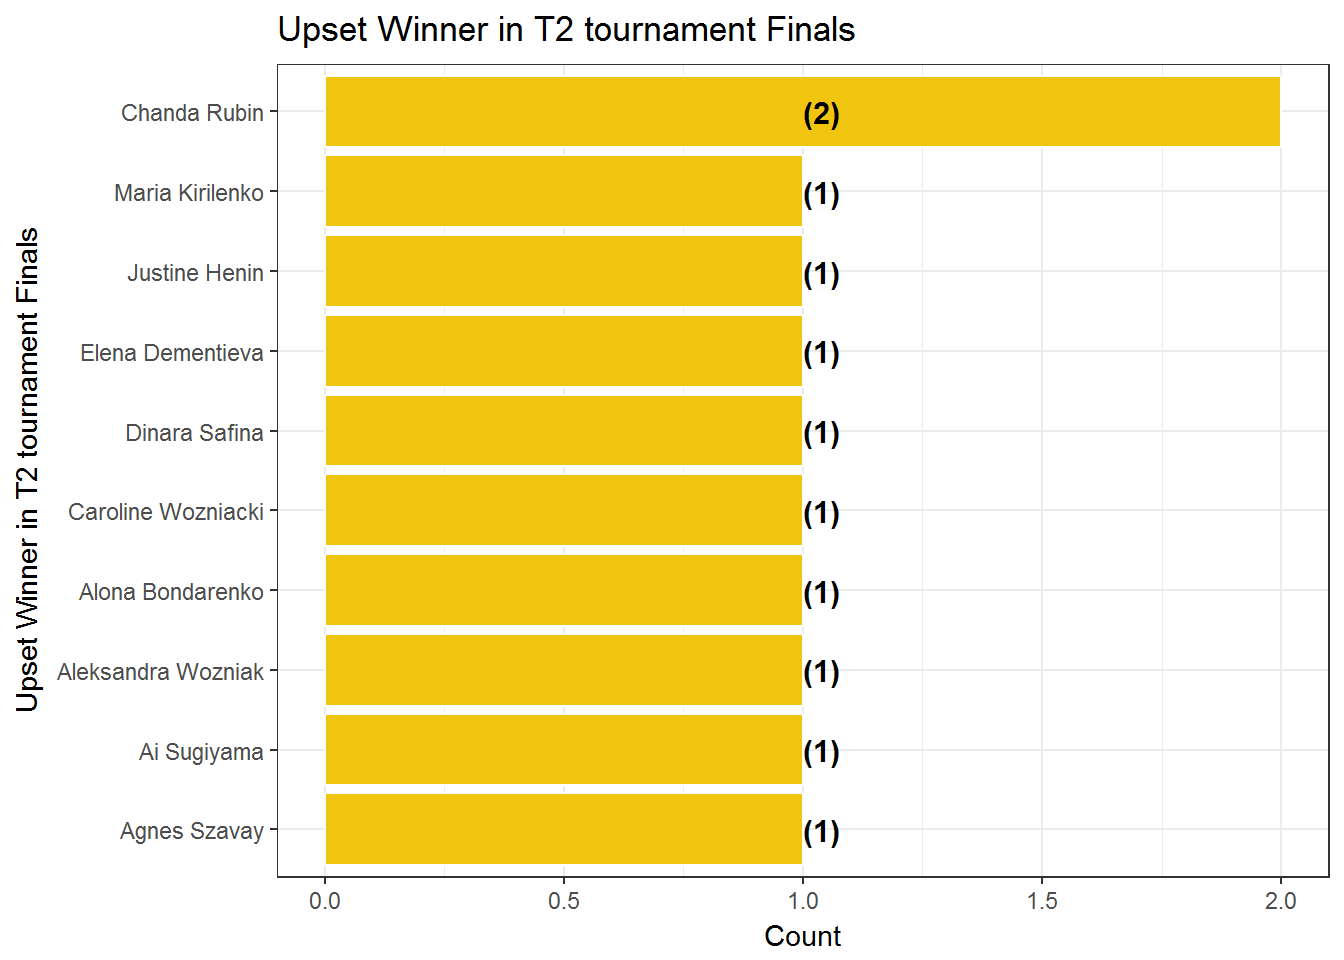 Upset Winner in T2 tournament Finals
Upset Winner in T2 tournament Finals
Chanda Rubin (2)
Maria Kirilenko (1)
Justine Henin (1)
Elena Dementieva (1)
Dinara Safina (1)
Caroline Wozniacki (1)
Alona Bondarenko (1)
Aleksandra Wozniak (1)
Ai Sugiyama (1)
Agnes Szavay (1)
0.0 0.5 1.0 1.5 2.0
Count